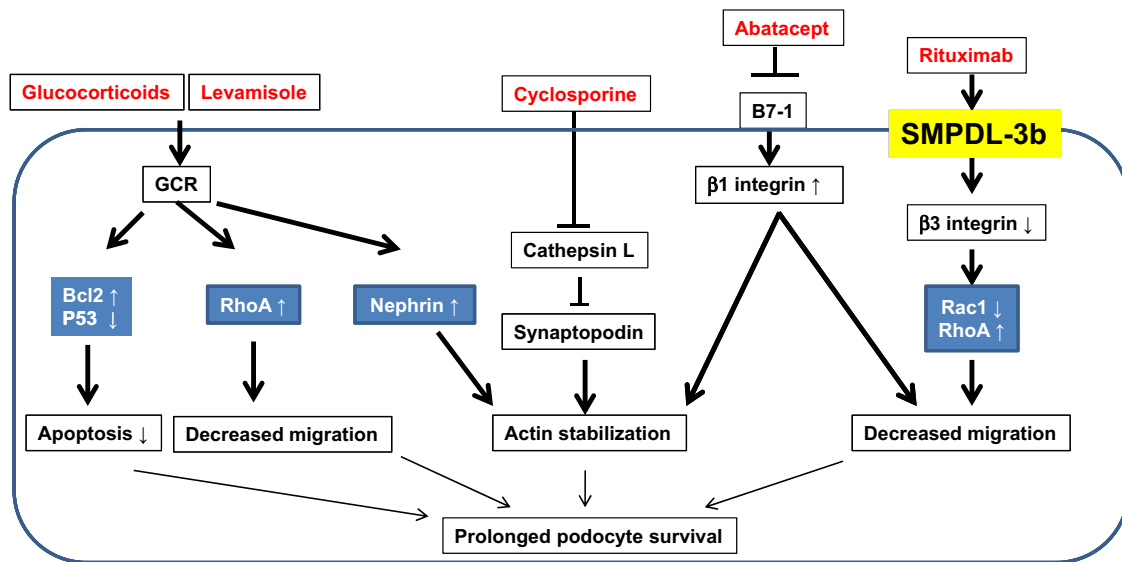 Abatacept
Rituximab
Glucocorticoids
Levamisole
Cyclosporine
B7-1
SMPDL-3b
GCR
β1 integrin ↑
β3 integrin ↓
Cathepsin L
Bcl2 ↑
P53 ↓
RhoA ↑
Nephrin ↑
Synaptopodin
Rac1 ↓
RhoA ↑
Apoptosis ↓
Decreased migration
Actin stabilization
Decreased migration
Prolonged podocyte survival